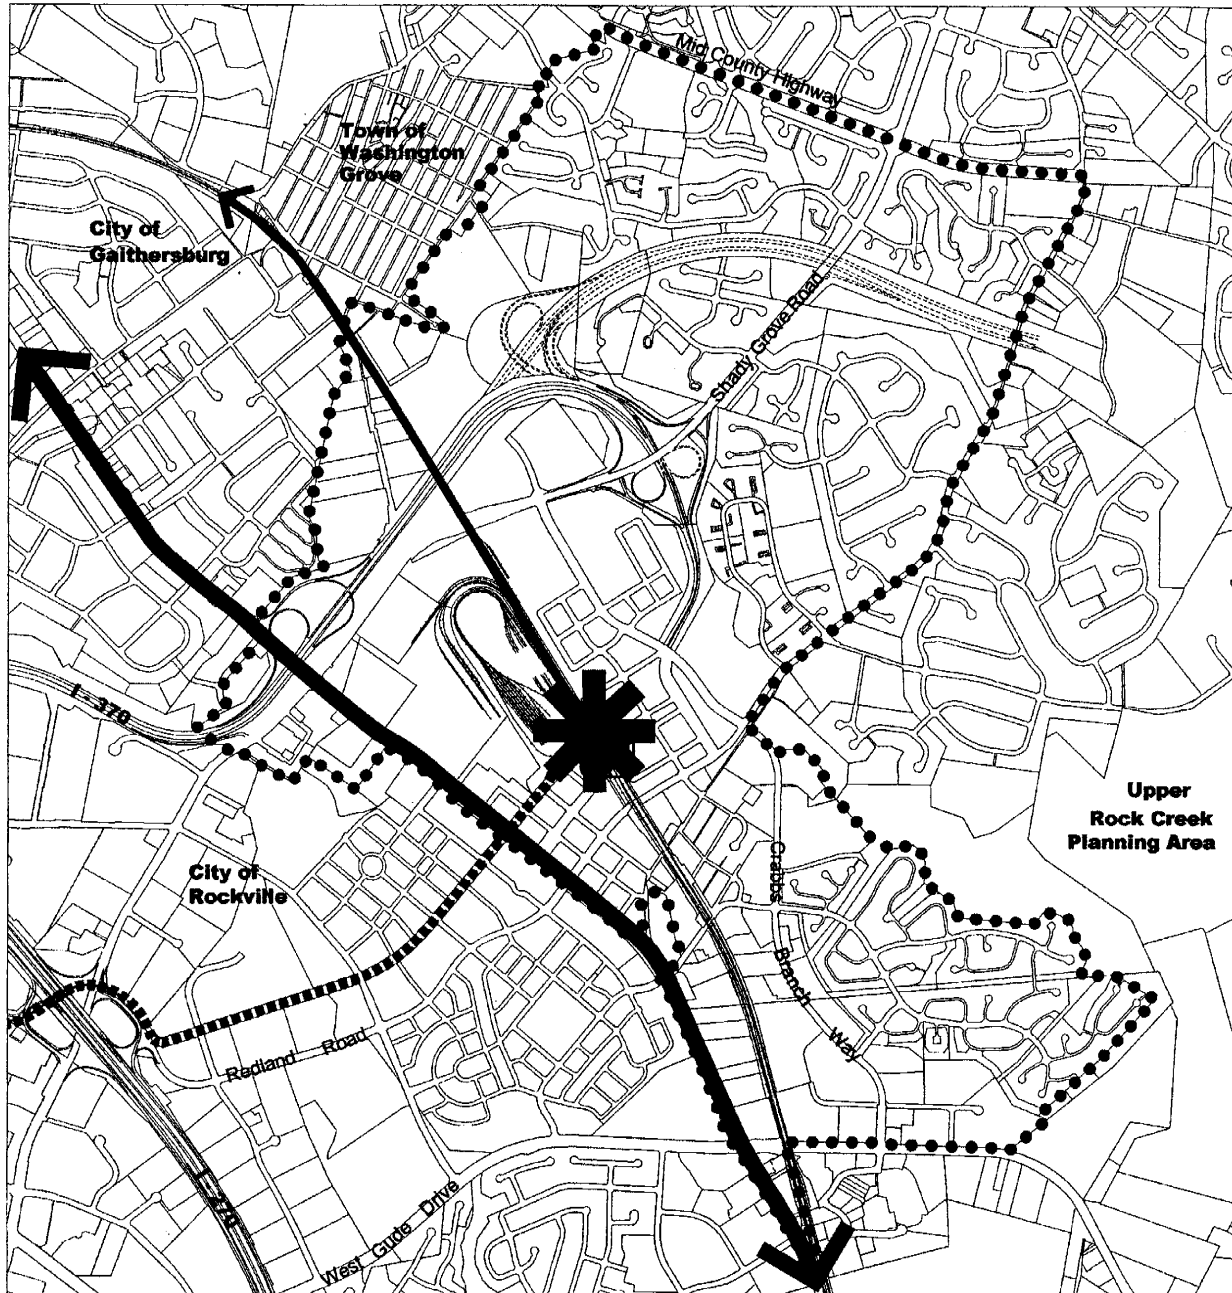 Mid County Highway
Town of
Washington
Grove
City of
Gaithersburg
Shady Grove Road
I - 370
Upper
Rock Creek
Planning Area
City of
Rockville
Crabbs
Branch
Way
Redland Road
I - 270
West Gude Drive